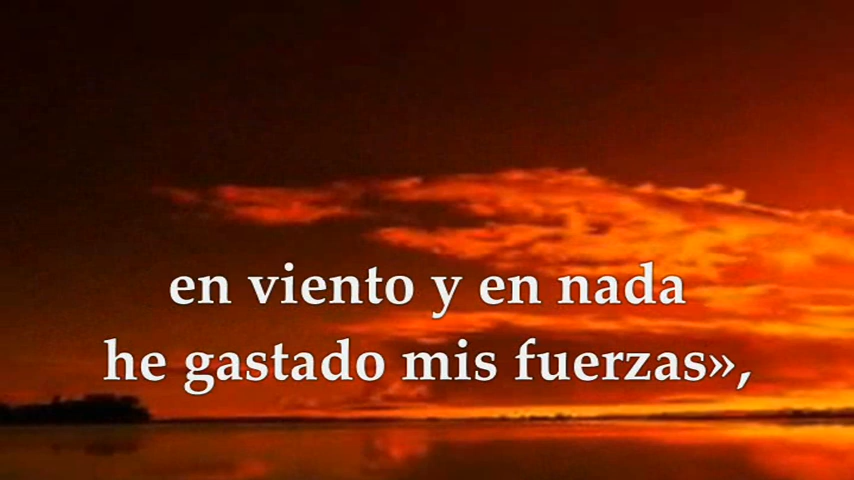 en viento y en nada
he gastado mis fuerzas»,